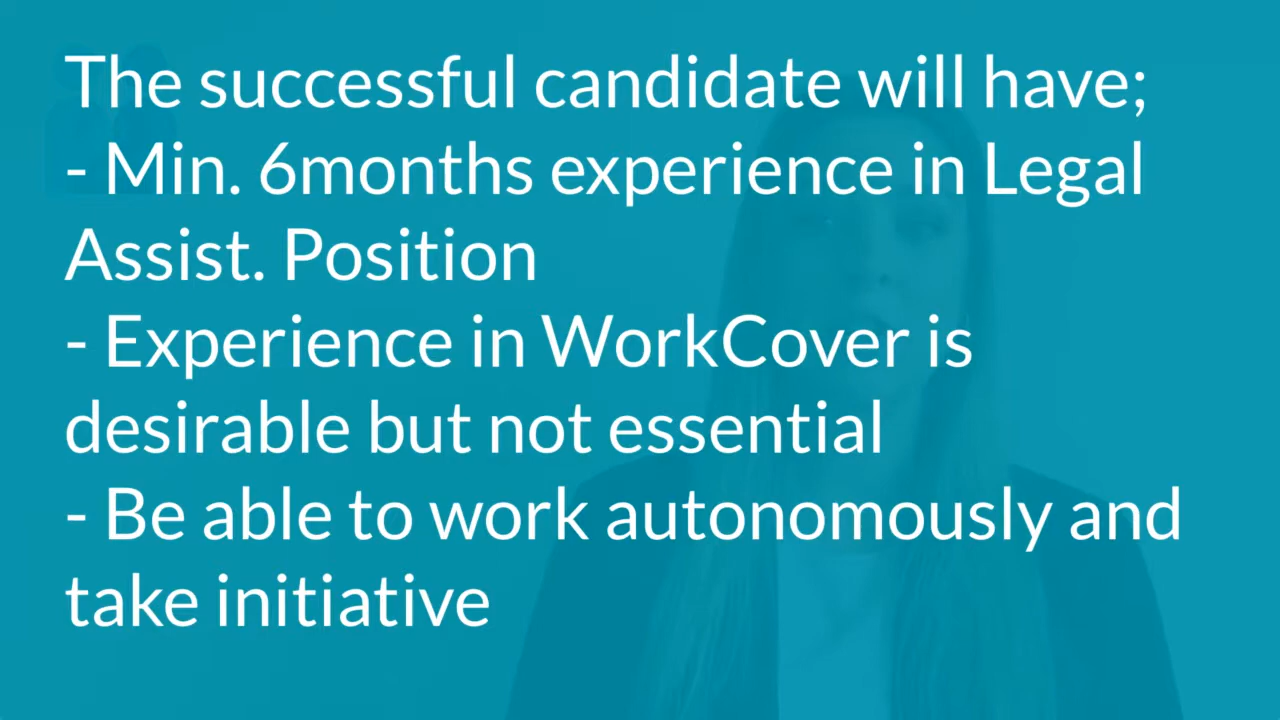 The successful candidate will have;
- Min. 6months experience in Legal
Assist. Position
- Experience in WorkCover is
desirable but not essential
- Be able to work autonomously and
take initiative